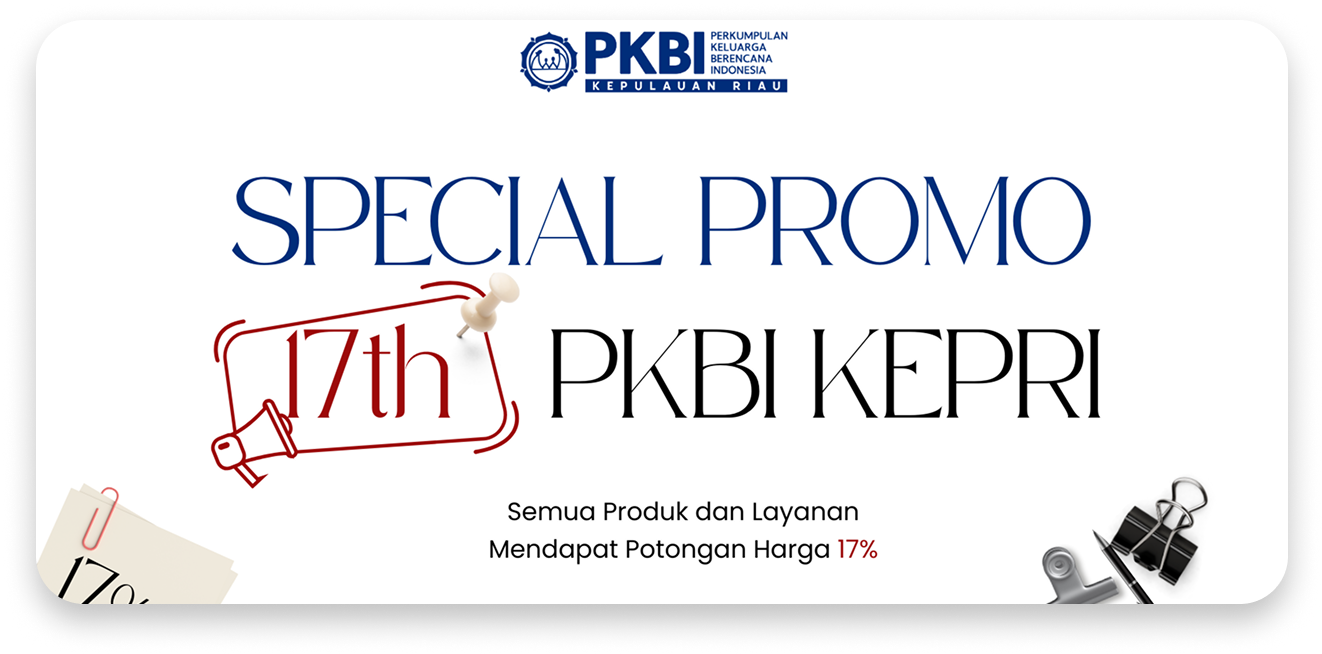 PKBI
PERKUMPULAN
KELUARGA
BERENCANA
INDONESIA
KEPULAUAN RIAU
SPECIAL PROMO
17th PKBI KEPRI
Semua Produk dan Layanan
Mendapat Potongan Harga 17%
17%